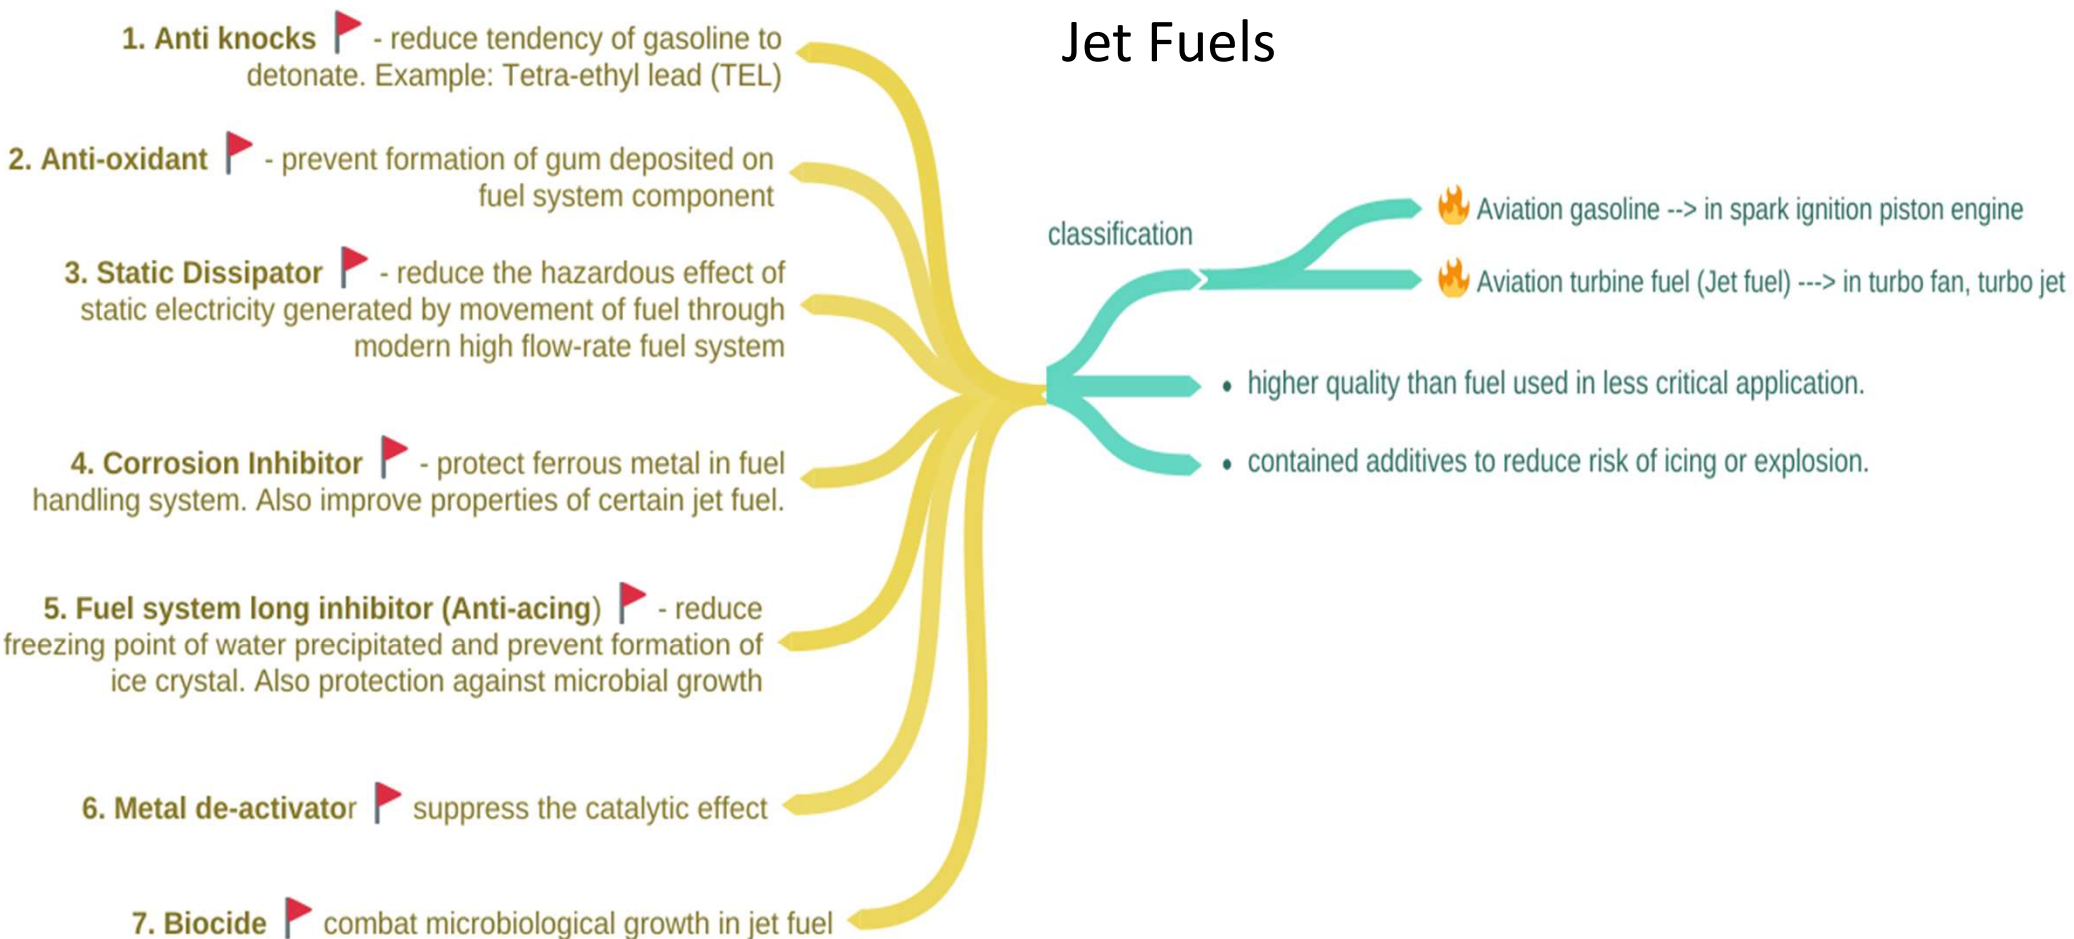 Jet Fuels
1. Anti knocks - reduce tendency of gasoline to
detonate. Example: Tetra-ethyl lead (TEL)
2. Anti-oxidant - prevent formation of gum deposited on
fuel system component
3. Static Dissipator - reduce the hazardous effect of
static electricity generated by movement of fuel through
modern high flow-rate fuel system
4. Corrosion Inhibitor - protect ferrous metal in fuel
handling system. Also improve properties of certain jet fuel.
5. Fuel system long inhibitor (Anti-acing) - reduce
freezing point of water precipitated and prevent formation of
ice crystal. Also protection against microbial growth
6. Metal de-activator suppress the catalytic effect
7. Biocide combat microbiological growth in jet fuel
classification
Aviation gasoline --> in spark ignition piston engine
Aviation turbine fuel (Jet fuel) ---> in turbo fan, turbo jet
• higher quality than fuel used in less critical application.
• contained additives to reduce risk of icing or explosion.